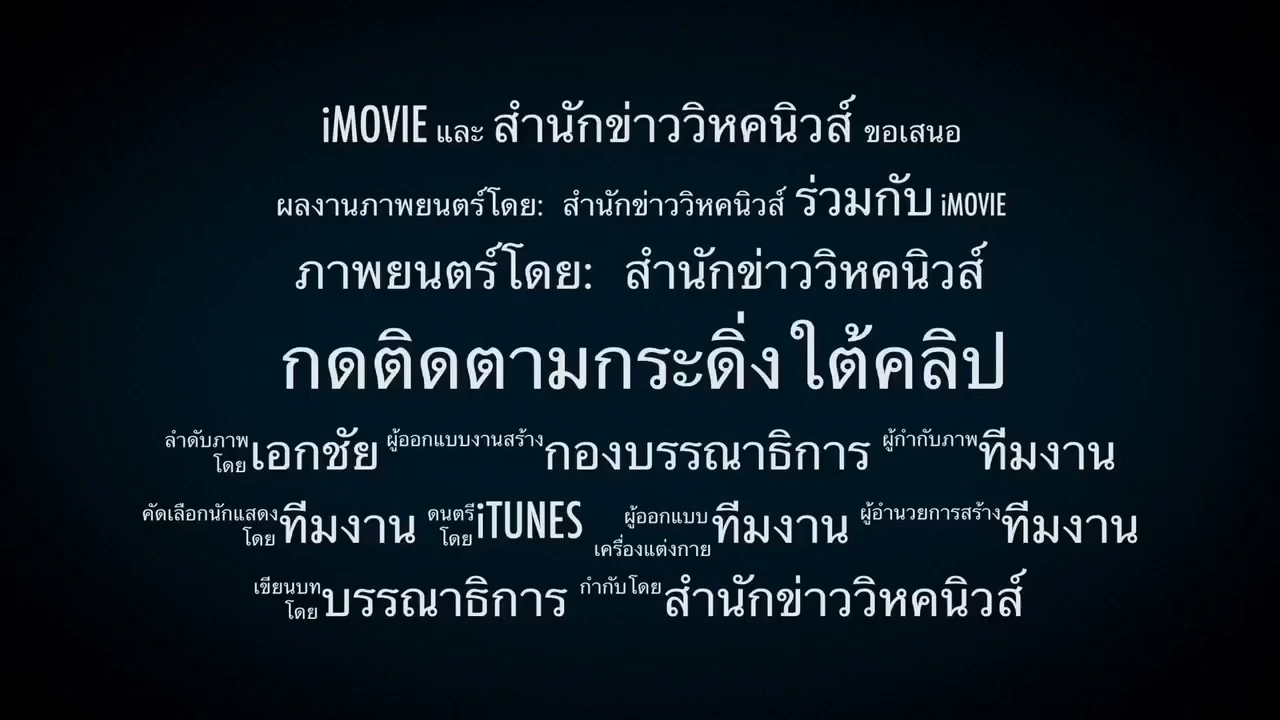 iMOVIE และ สำนักข่าววิหคนิวส์ ขอเสนอ
ผลงานภาพยนตร์โดย: สำนักข่าววิหคนิวส์ ร่วมกับ iMOVIE
ภาพยนตร์โดย: สำนักข่าววิหคนิวส์
กดติดตามกระดิ่ง ใต้คลิป
ลำดับภาพโดย เอกชัย ผู้ออกแบบงานสร้าง กองบรรณาธิการ ผู้กำกับภาพ ทีมงาน
คัดเลือกนักแสดงโดย ทีมงาน ดนตรีโดย iTUNES ผู้ออกแบบเครื่องแต่งกาย ทีมงาน ผู้อำนวยการสร้าง ทีมงาน
เขียนบทโดย บรรณาธิการ กำกับโดย สำนักข่าววิหคนิวส์